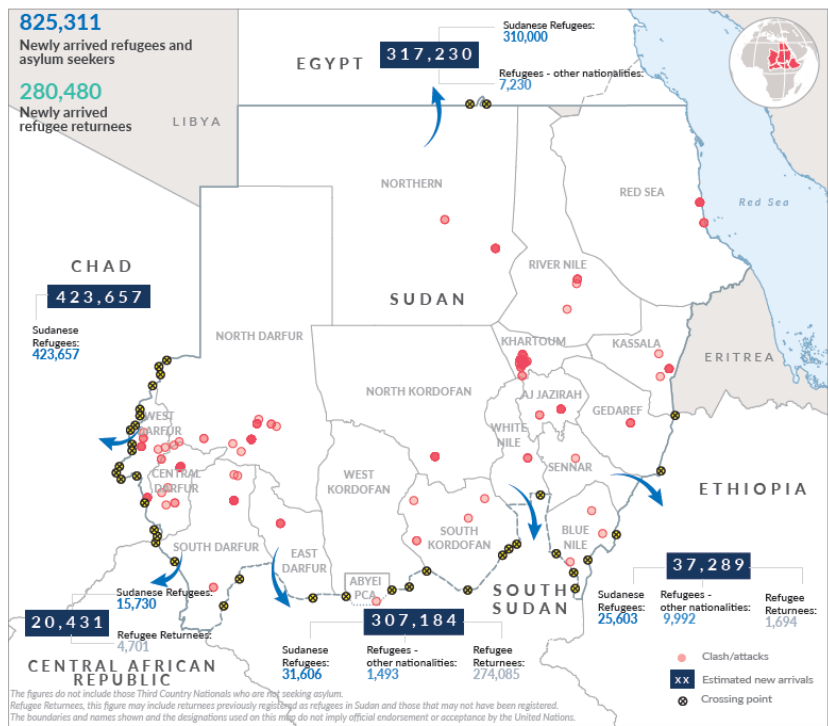 825,311
Newly arrived refugees and
asylum seekers
280,480
Newly arrived
refugee returnees
EGYPT
317,230
Sudanese Refugees:
310,000
Refugees - other nationalities:
7,230
LIBYA
Red Sea
NORTHERN
RED SEA
CHAD
423,657
Sudanese
Refugees:
423,657
RIVER NILE
SUDAN
NORTH DARFUR
KHARTOUM
KASSALA
ERITREA
NORTH KORDOFAN
AJ JAZIRAH
GEDAREF
WEST
DARFUR
WHITE
NILE
SENNAR
CENTRAL
DARFUR
WEST
KORDOFAN
ETHIOPIA
SOUTH
KORDOFAN
BLUE
NILE
SOUTH DARFUR
EAST
DARFUR
ABYEI
PCA
SOUTH
SUDAN
37,289
Sudanese
Refugees:
25,603
Refugees -
other nationalities:
9,992
Refugee
Returnees:
1,694
Sudanese Refugees:
15,730
20,431
Refugee Returnees:
4,701
CENTRAL AFRICAN
REPUBLIC
307,184
Sudanese
Refugees:
31,606
Refugees -
other nationalities:
1,493
Refugee
Returnees:
274,085
Clash/attacks
xx Estimated new arrivals
Crossing point
The figures do not include those Third Country Nationals who are not seeking asylum.
Refugee Returnees, this figure may include returnees previously registered as refugees in Sudan and those that may not have been registered.
The boundaries and names shown and the designations used on this map do not imply official endorsement or acceptance by the United Nations.